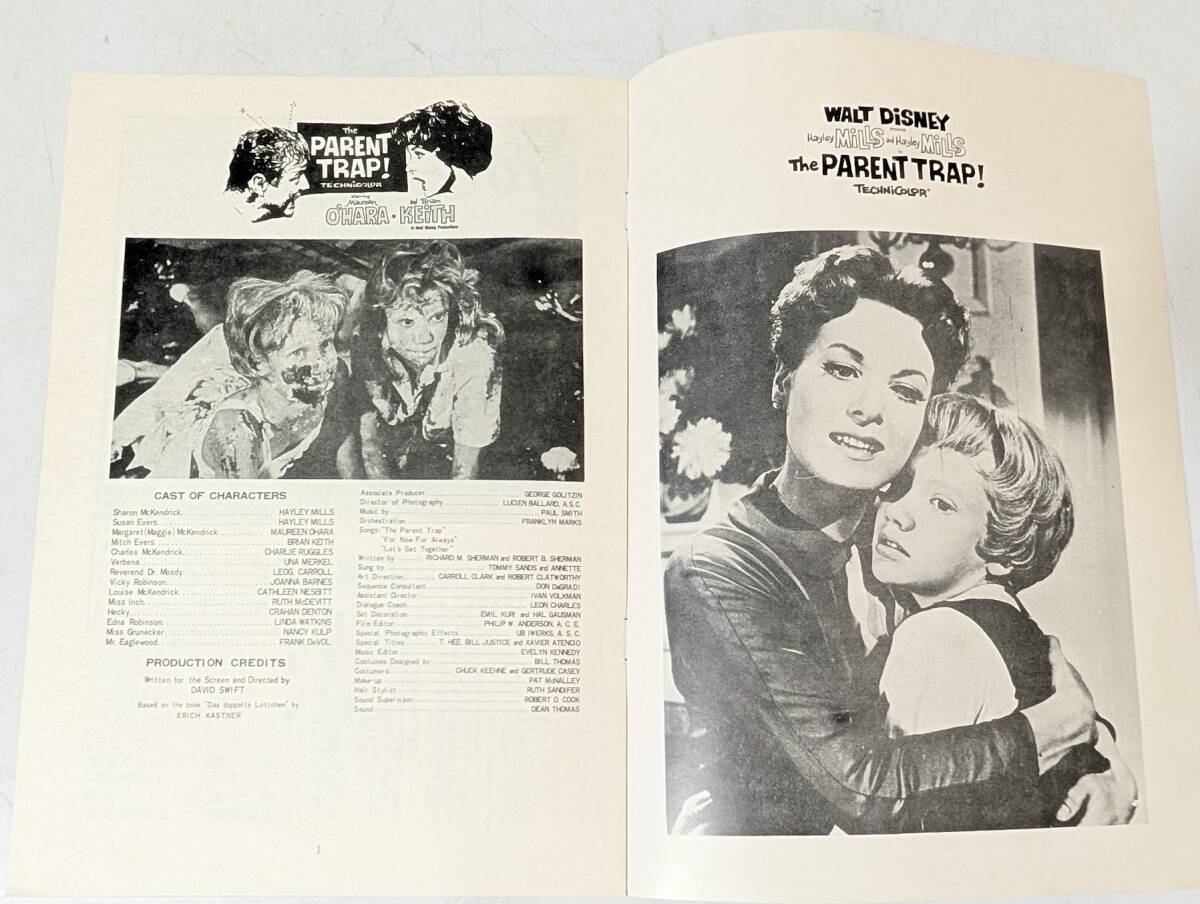 The
PARENT
TRAP!
TECHNICOLOR
starring
Maureen and Brian
O'HARA · KEITH
© Walt Disney Productions
CAST OF CHARACTERS
Sharon McKendrick HAYLEY MILLS
Susan Evers HAYLEY MILLS
Margaret (Maggie) McKendrick MAUREEN OHARA
Mitch Evers BRIAN KEITH
Charles McKendrick CHARLIE RUGGLES
Verbena UNA MERKEL
Reverend Dr. Mosby LEOG. CARROLL
Vicky Robinson JOANNA BARNES
Louise McKendrick CATHLEEN NESBITT
Miss Inch RUTH McDEVITT
Hecky CRAHAN DENTON
Edna Robinson LINDA WATKINS
Miss Grunecker NANCY KULP
Mr. Eaglewood FRANK DeVOL
PRODUCTION CREDITS
Written for the Screen and Directed by
DAVID SWIFT
Based on the book "Das doppelte Lottchen" by
ERICH KASTNER
Associate Producer GEORGE GOLITZIN
Director of Photography LUCIEN BALLARD, A.S.C.
Music by PAUL SMITH
Orchestration FRANKLYN MARKS
Songs: "The Parent Trap"
"For Now For Always"
"Let's Get Together"
Written by RICHARD M. SHERMAN and ROBERT B. SHERMAN
Sung by TOMMY SANDS and ANNETTE
Art Direction CARROLL CLARK and ROBERT CLATWORTHY
Sequence Consultant DON DaGRADI
Assistant Director IVAN VOLKMAN
Dialogue Coach LEON CHARLES
Set Decoration EMIL KURI and HAL GAUSMAN
Film Editor PHILIP W. ANDERSON, A. C. E.
Special Photographic Effects UB IWERKS, A. S. C.
Special Titles T. HEE, BILL JUSTICE and XAVIER ATENCIO
Music Editor EVELYN KENNEDY
Costumes Designed by BILL THOMAS
Costumers CHUCK KEEHNE and GERTRUDE CASEY
Make-up PAT McNALLEY
Hair Stylist RUTH SANDIFER
Sound Supervisor ROBERT O. COOK
Sound DEAN THOMAS
1
WALT DISNEY
presents
Hayley MILLS and Hayley MILLS
in
The PARENT TRAP!
TECHNICOLOR®